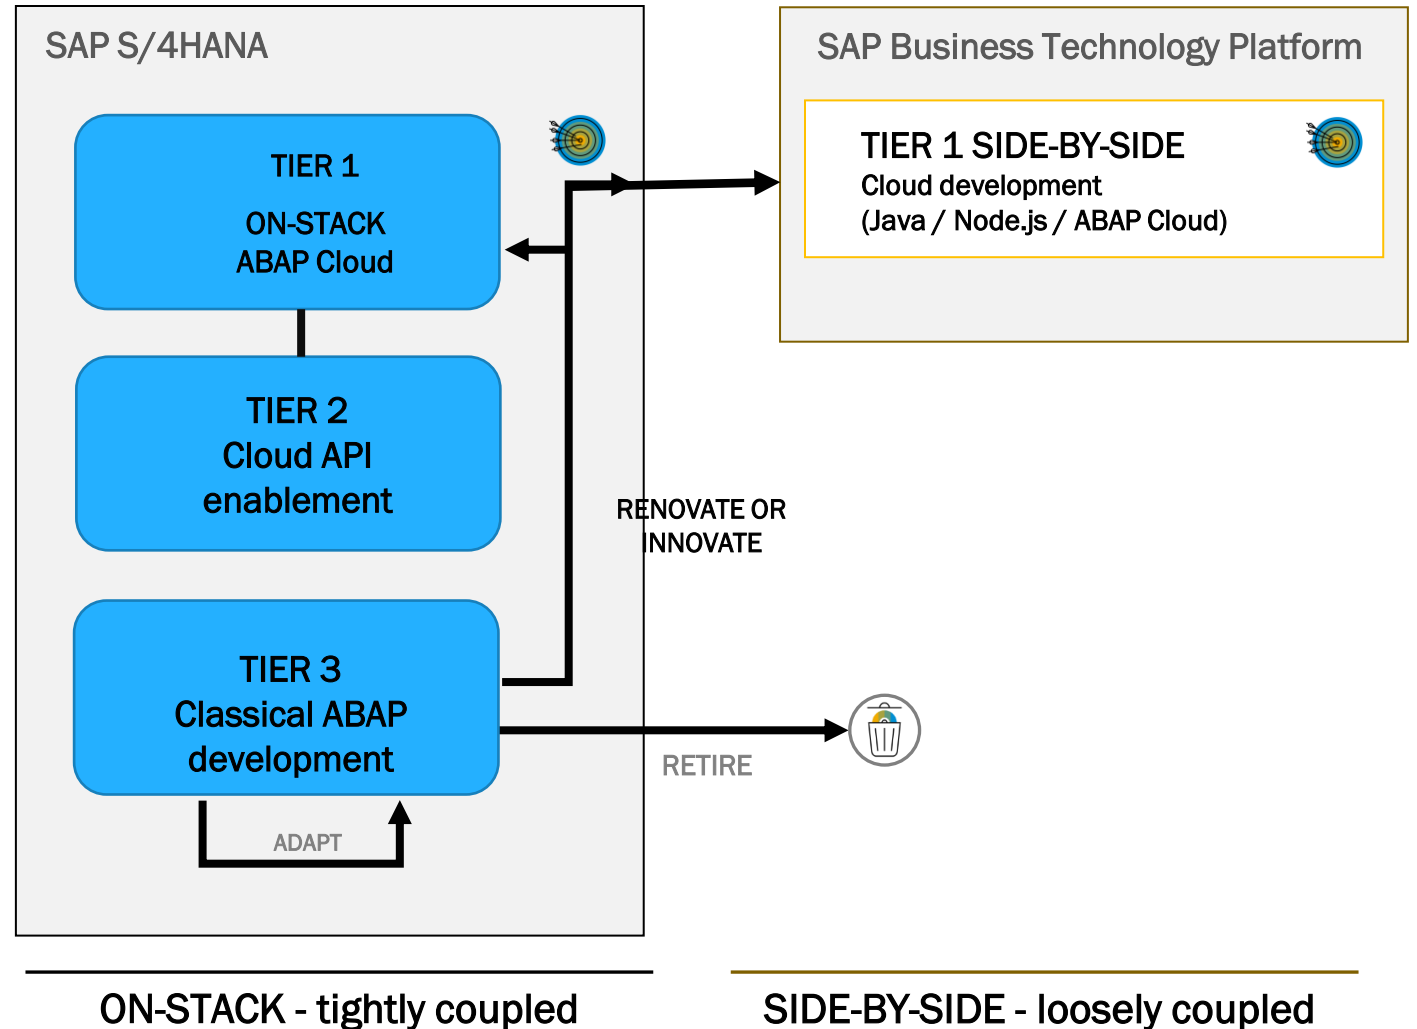 SAP S/4HANA
TIER 1
ON-STACK
ABAP Cloud
TIER 2
Cloud API
enablement
TIER 3
Classical ABAP
development
ADAPT
RENOVATE OR
INNOVATE
RETIRE
SAP Business Technology Platform
TIER 1 SIDE-BY-SIDE
Cloud development
(Java / Node.js / ABAP Cloud)
ON-STACK - tightly coupled
SIDE-BY-SIDE - loosely coupled